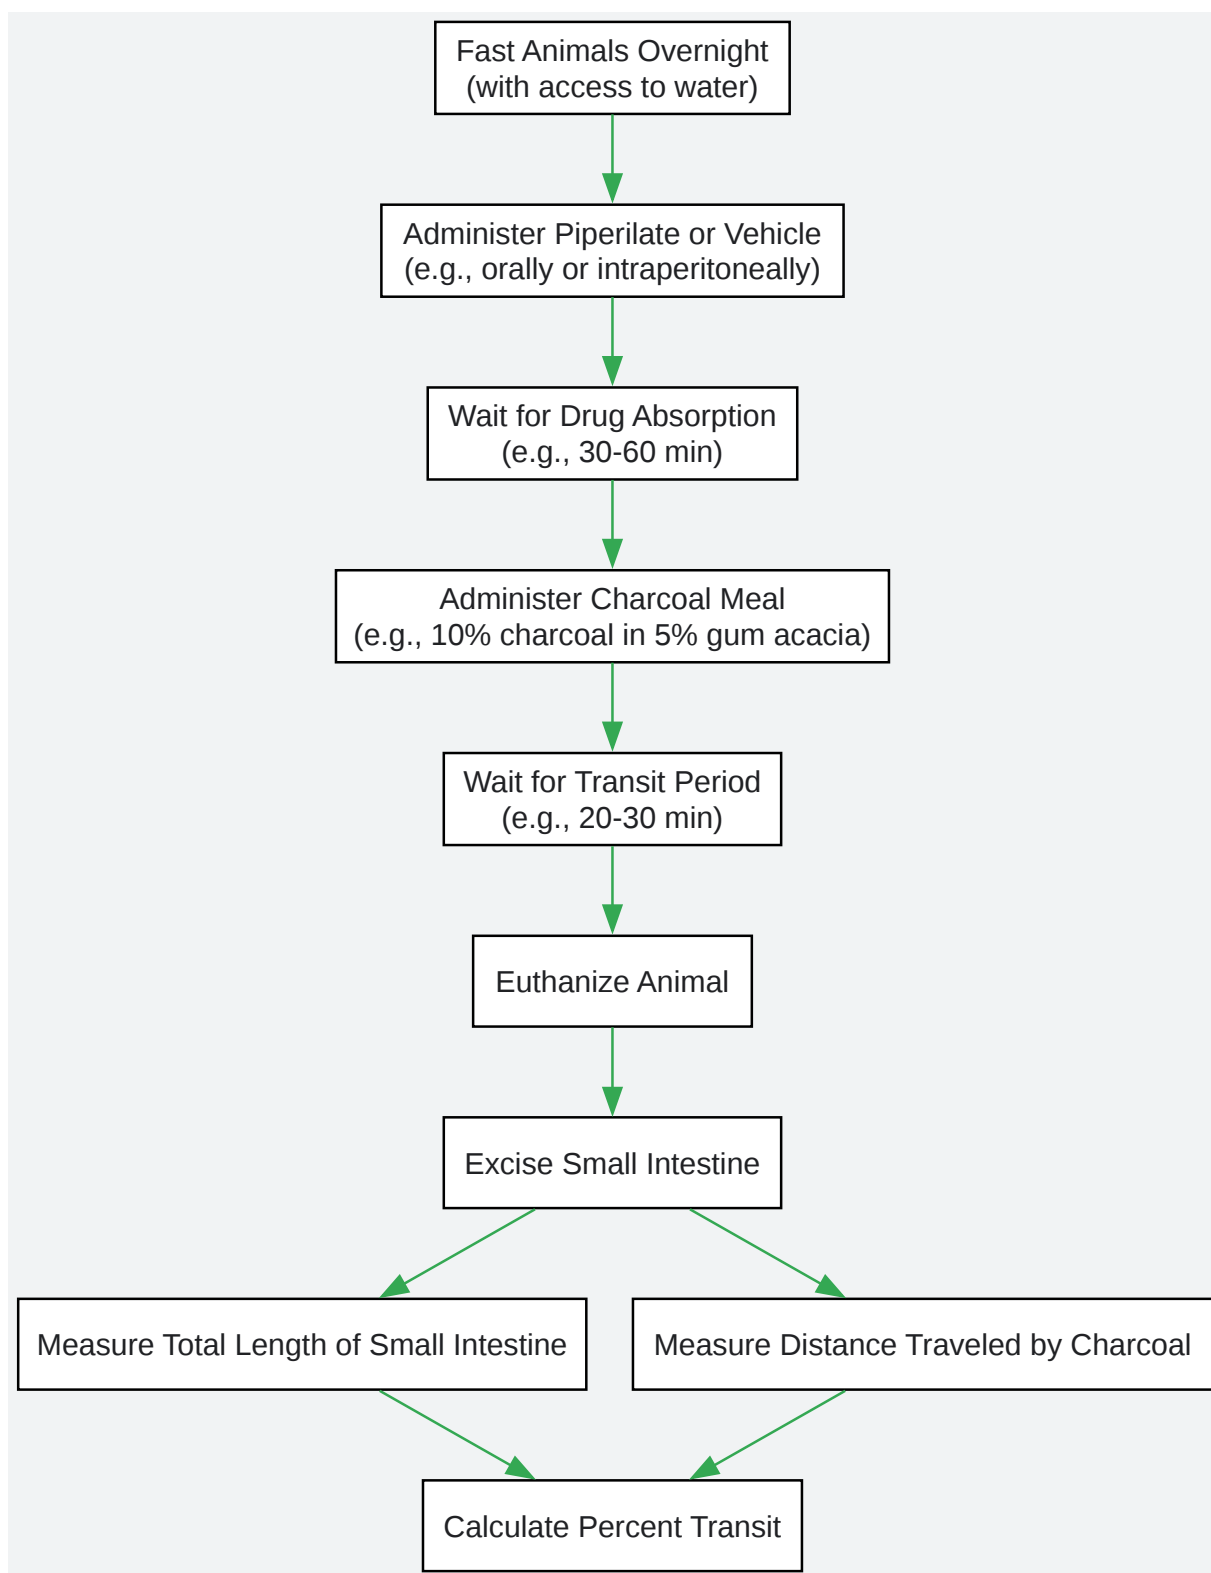 Fast Animals Overnight
(with access to water)
Administer Piperilate or Vehicle
(e.g., orally or intraperitoneally)
Wait for Drug Absorption
(e.g., 30-60 min)
Administer Charcoal Meal
(e.g., 10% charcoal in 5% gum acacia)
Wait for Transit Period
(e.g., 20-30 min)
Euthanize Animal
Excise Small Intestine
Measure Total Length of Small Intestine
Measure Distance Traveled by Charcoal
Calculate Percent Transit